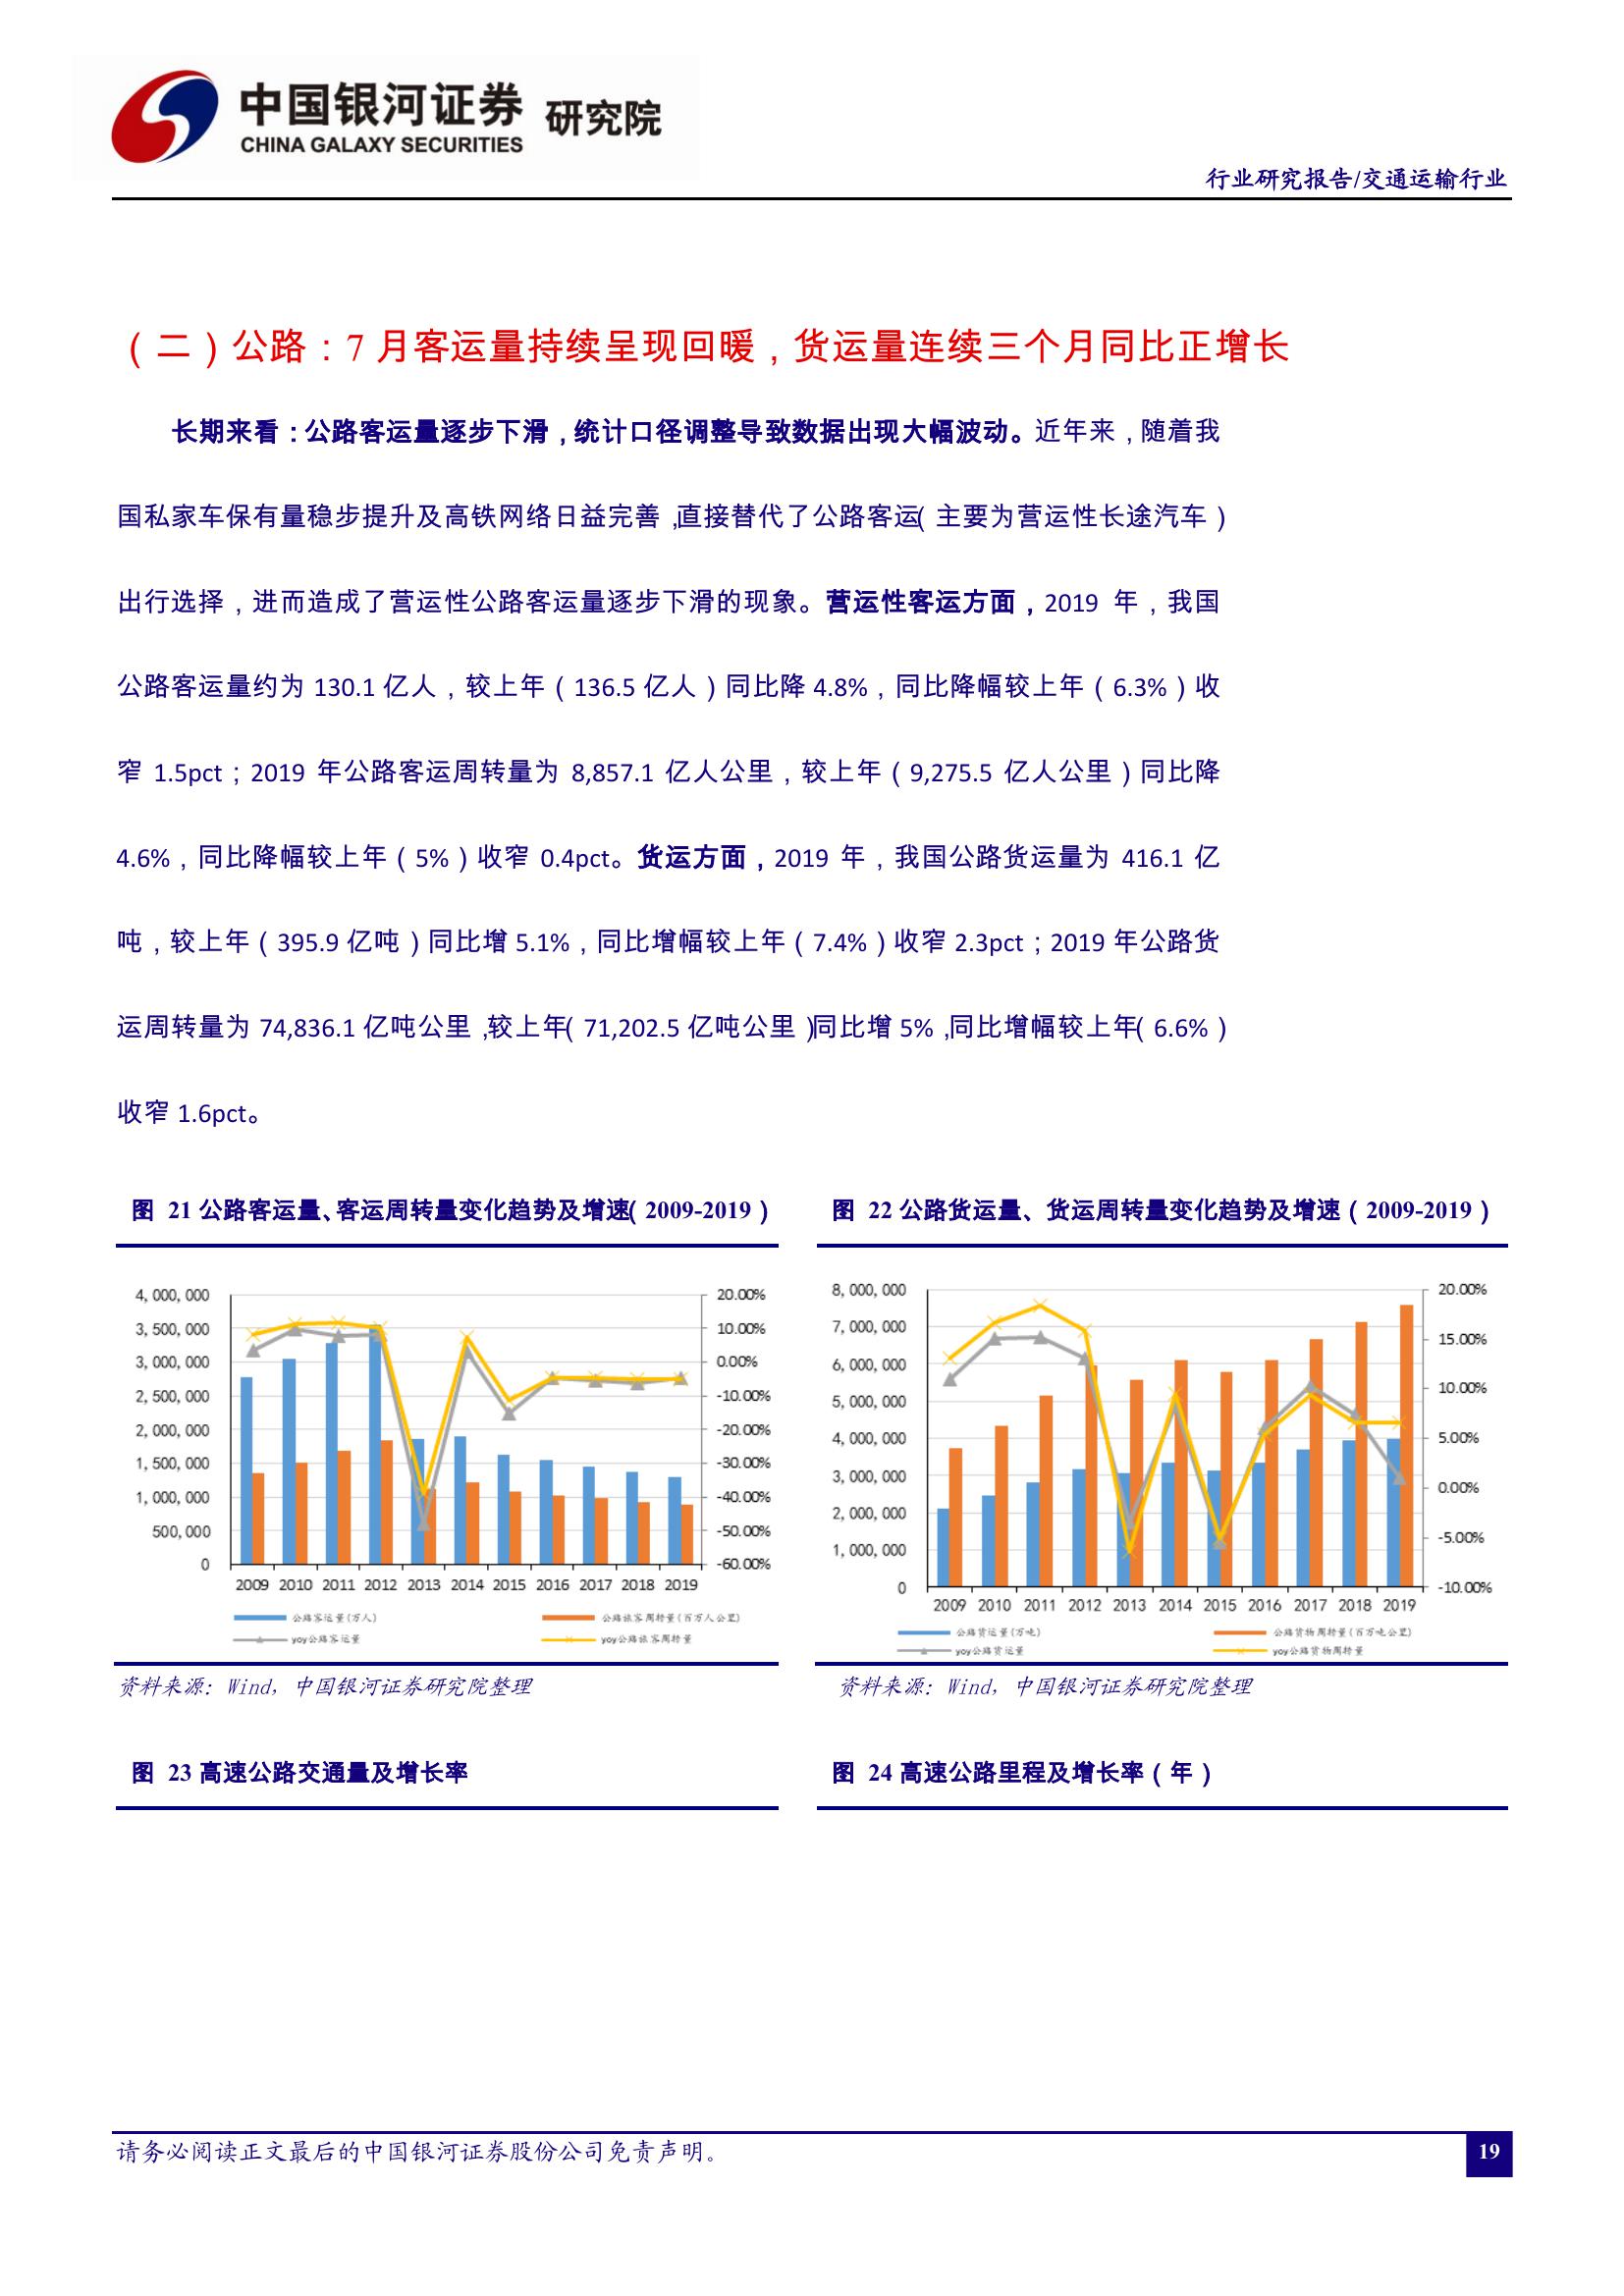 中国银河证券 研究院
CHINA GALAXY SECURITIES
行业研究报告/交通运输行业
（二）公路：7 月客运量持续呈现回暖，货运量连续三个月同比正增长
长期来看：公路客运量逐步下滑，统计口径调整导致数据出现大幅波动。近年来，随着我
国私家车保有量稳步提升及高铁网络日益完善，直接替代了公路客运（主要为营运性长途汽车）
出行选择，进而造成了营运性公路客运量逐步下滑的现象。营运性客运方面，2019 年，我国
公路客运量约为 130.1 亿人，较上年（136.5 亿人）同比降 4.8%，同比降幅较上年（6.3%）收
窄 1.5pct；2019 年公路客运周转量为 8,857.1 亿人公里，较上年（9,275.5 亿人公里）同比降
4.6%，同比降幅较上年（5%）收窄 0.4pct。货运方面，2019 年，我国公路货运量为 416.1 亿
吨，较上年（395.9 亿吨）同比增 5.1%，同比增幅较上年（7.4%）收窄 2.3pct；2019 年公路货
运周转量为 74,836.1 亿吨公里，较上年（71,202.5 亿吨公里）同比增 5%，同比增幅较上年（6.6%）
收窄 1.6pct。
图 21 公路客运量、客运周转量变化趋势及增速（2009-2019）
4,000,000
3,500,000
3,000,000
2,500,000
2,000,000
1,500,000
1,000,000
500,000
0
20.00%
10.00%
0.00%
-10.00%
-20.00%
-30.00%
-40.00%
-50.00%
-60.00%
2009 2010 2011 2012 2013 2014 2015 2016 2017 2018 2019
公路客运量(万人) 公路旅客周转量(百万人公里)
yoy公路客运量 yoy公路旅客周转量
资料来源：Wind，中国银河证券研究院整理
图 22 公路货运量、货运周转量变化趋势及增速（2009-2019）
8,000,000
7,000,000
6,000,000
5,000,000
4,000,000
3,000,000
2,000,000
1,000,000
0
20.00%
15.00%
10.00%
5.00%
0.00%
-5.00%
-10.00%
2009 2010 2011 2012 2013 2014 2015 2016 2017 2018 2019
公路货运量(万吨) 公路货物周转量(百万吨公里)
yoy公路货运量 yoy公路货物周转量
资料来源：Wind，中国银河证券研究院整理
图 23 高速公路交通量及增长率
图 24 高速公路里程及增长率（年）
请务必阅读正文最后的中国银河证券股份公司免责声明。
19